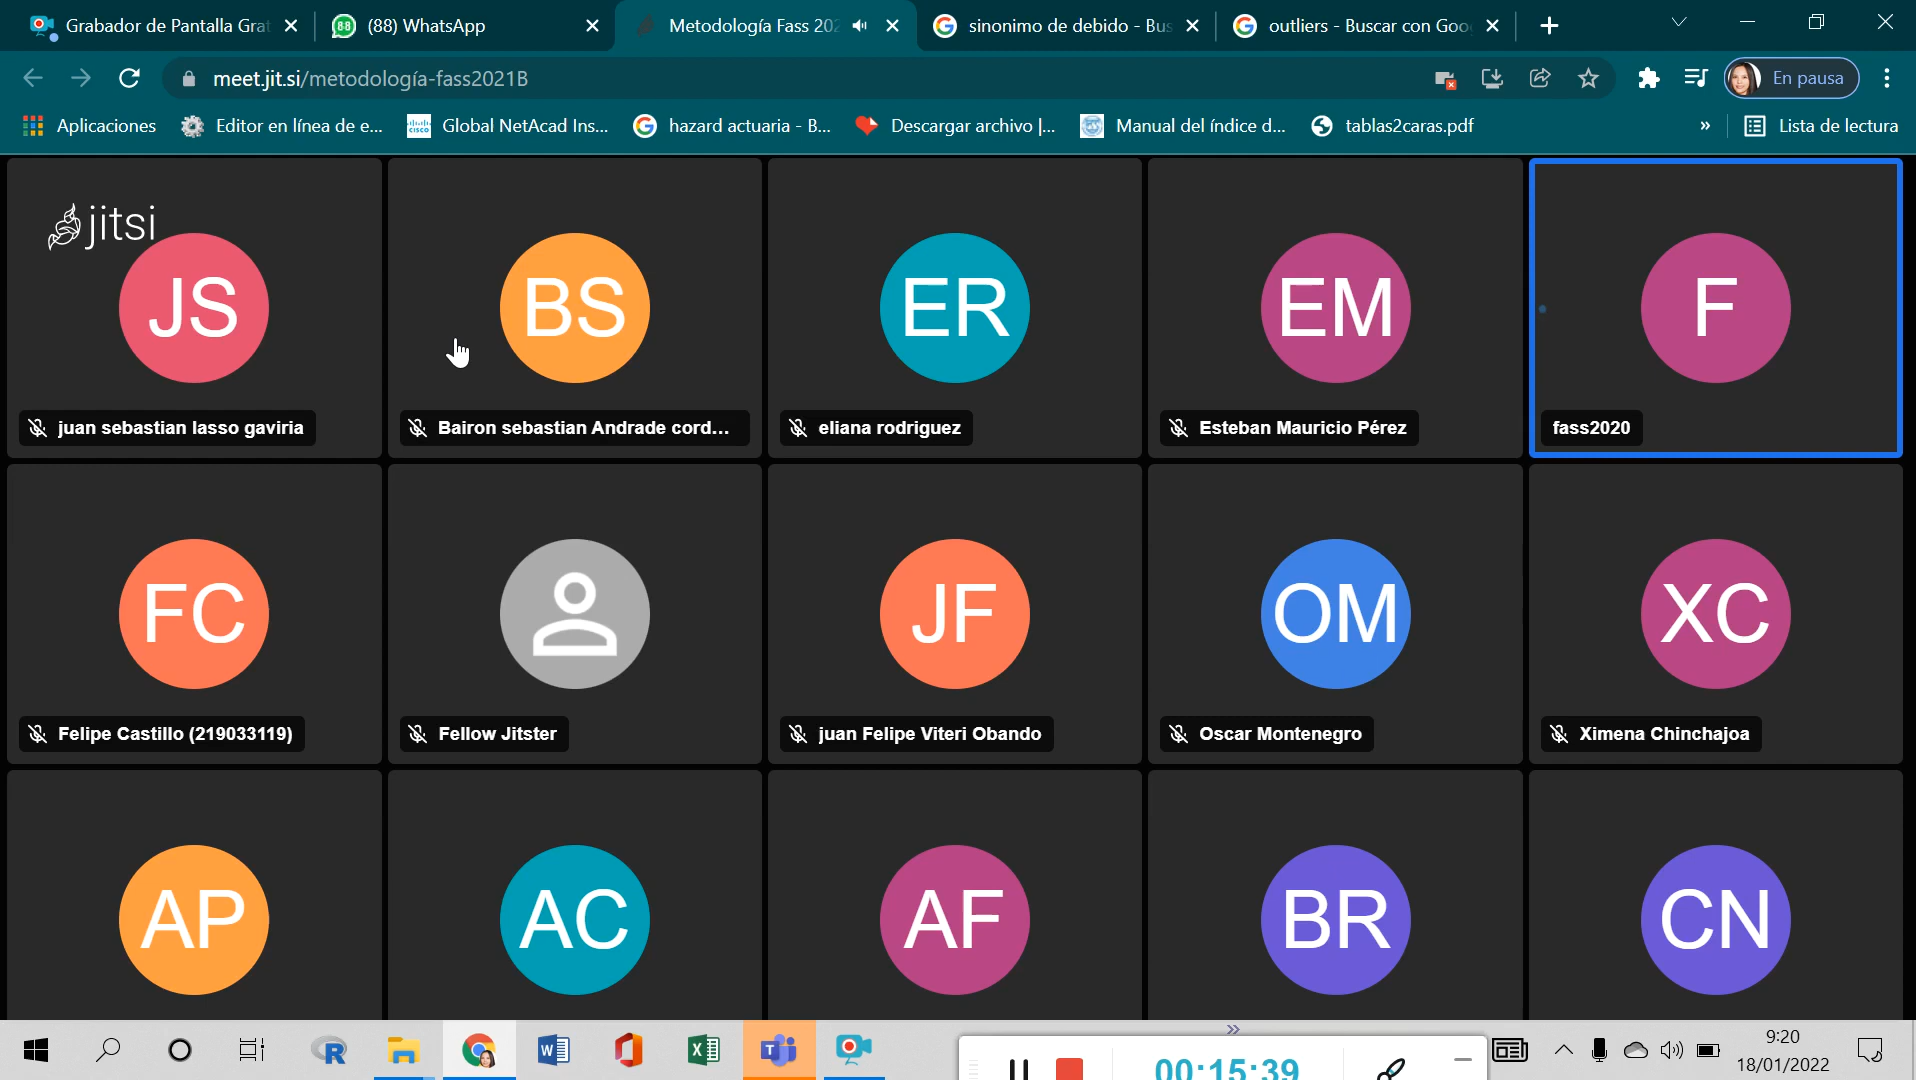 Grabador de Pantalla Grat
(88) WhatsApp
Metodología Fass 202
sinonimo de debido - Bus
outliers - Buscar con Goog
meet.jit.si/metodología-fass2021B
En pausa
Aplicaciones
Editor en línea de e...
Global NetAcad Ins...
hazard actuaria - B...
Descargar archivo |...
Manual del índice d...
tablas2caras.pdf
»
Lista de lectura
jitsi
JS
BS
ER
EM
F
juan sebastian lasso gaviria
Bairon sebastian Andrade cord...
eliana rodriguez
Esteban Mauricio Pérez
fass2020
FC
JF
OM
XC
Felipe Castillo (219033119)
Fellow Jitster
juan Felipe Viteri Obando
Oscar Montenegro
Ximena Chinchajoa
AP
AC
AF
BR
CN
00:15:39
9:20
18/01/2022